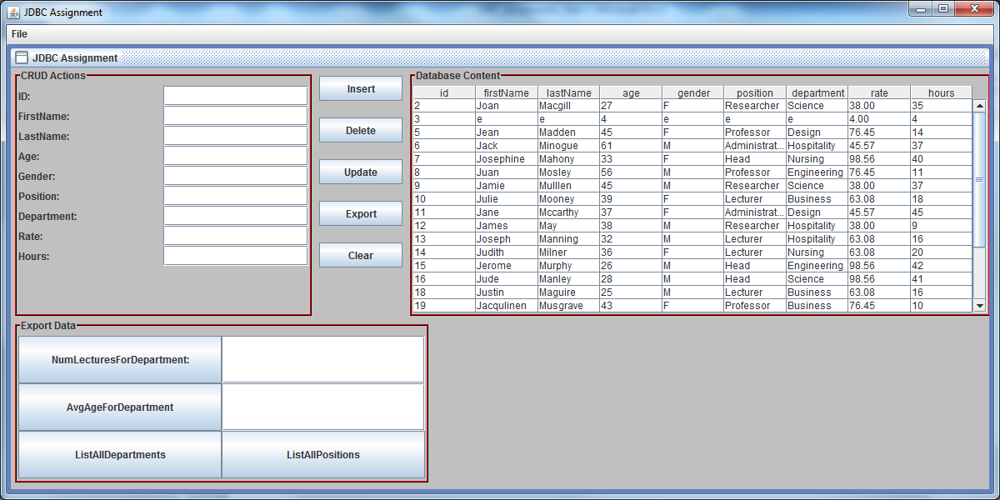 JDBC Assignment
File
JDBC Assignment
CRUD Actions
ID:
FirstName:
LastName:
Age:
Gender:
Position:
Department:
Rate:
Hours:
Insert
Delete
Update
Export
Clear
Database Content
id firstName lastName age gender position department rate hours
2 Joan Macgill 27 F Researcher Science 38.00 35
3 e e 4 e e e 4.00 4
5 Jean Madden 45 F Professor Design 76.45 14
6 Jack Minogue 61 M Administrat... Hospitality 45.57 37
7 Josephine Mahony 33 F Head Nursing 98.56 40
8 Juan Mosley 56 M Professor Engineering 76.45 11
9 Jamie Mulllen 45 M Researcher Science 38.00 37
10 Julie Mooney 39 F Lecturer Business 63.08 18
11 Jane Mccarthy 37 F Administrat... Design 45.57 45
12 James May 38 M Researcher Hospitality 38.00 9
13 Joseph Manning 32 M Lecturer Hospitality 63.08 16
14 Judith Milner 36 F Lecturer Nursing 63.08 20
15 Jerome Murphy 26 M Head Engineering 98.56 42
16 Jude Manley 28 M Head Science 98.56 41
18 Justin Maguire 25 M Lecturer Business 63.08 16
19 Jacqulinen Musgrave 43 F Professor Business 76.45 10
Export Data
NumLecturesForDepartment:
AvgAgeForDepartment
ListAllDepartments
ListAllPositions